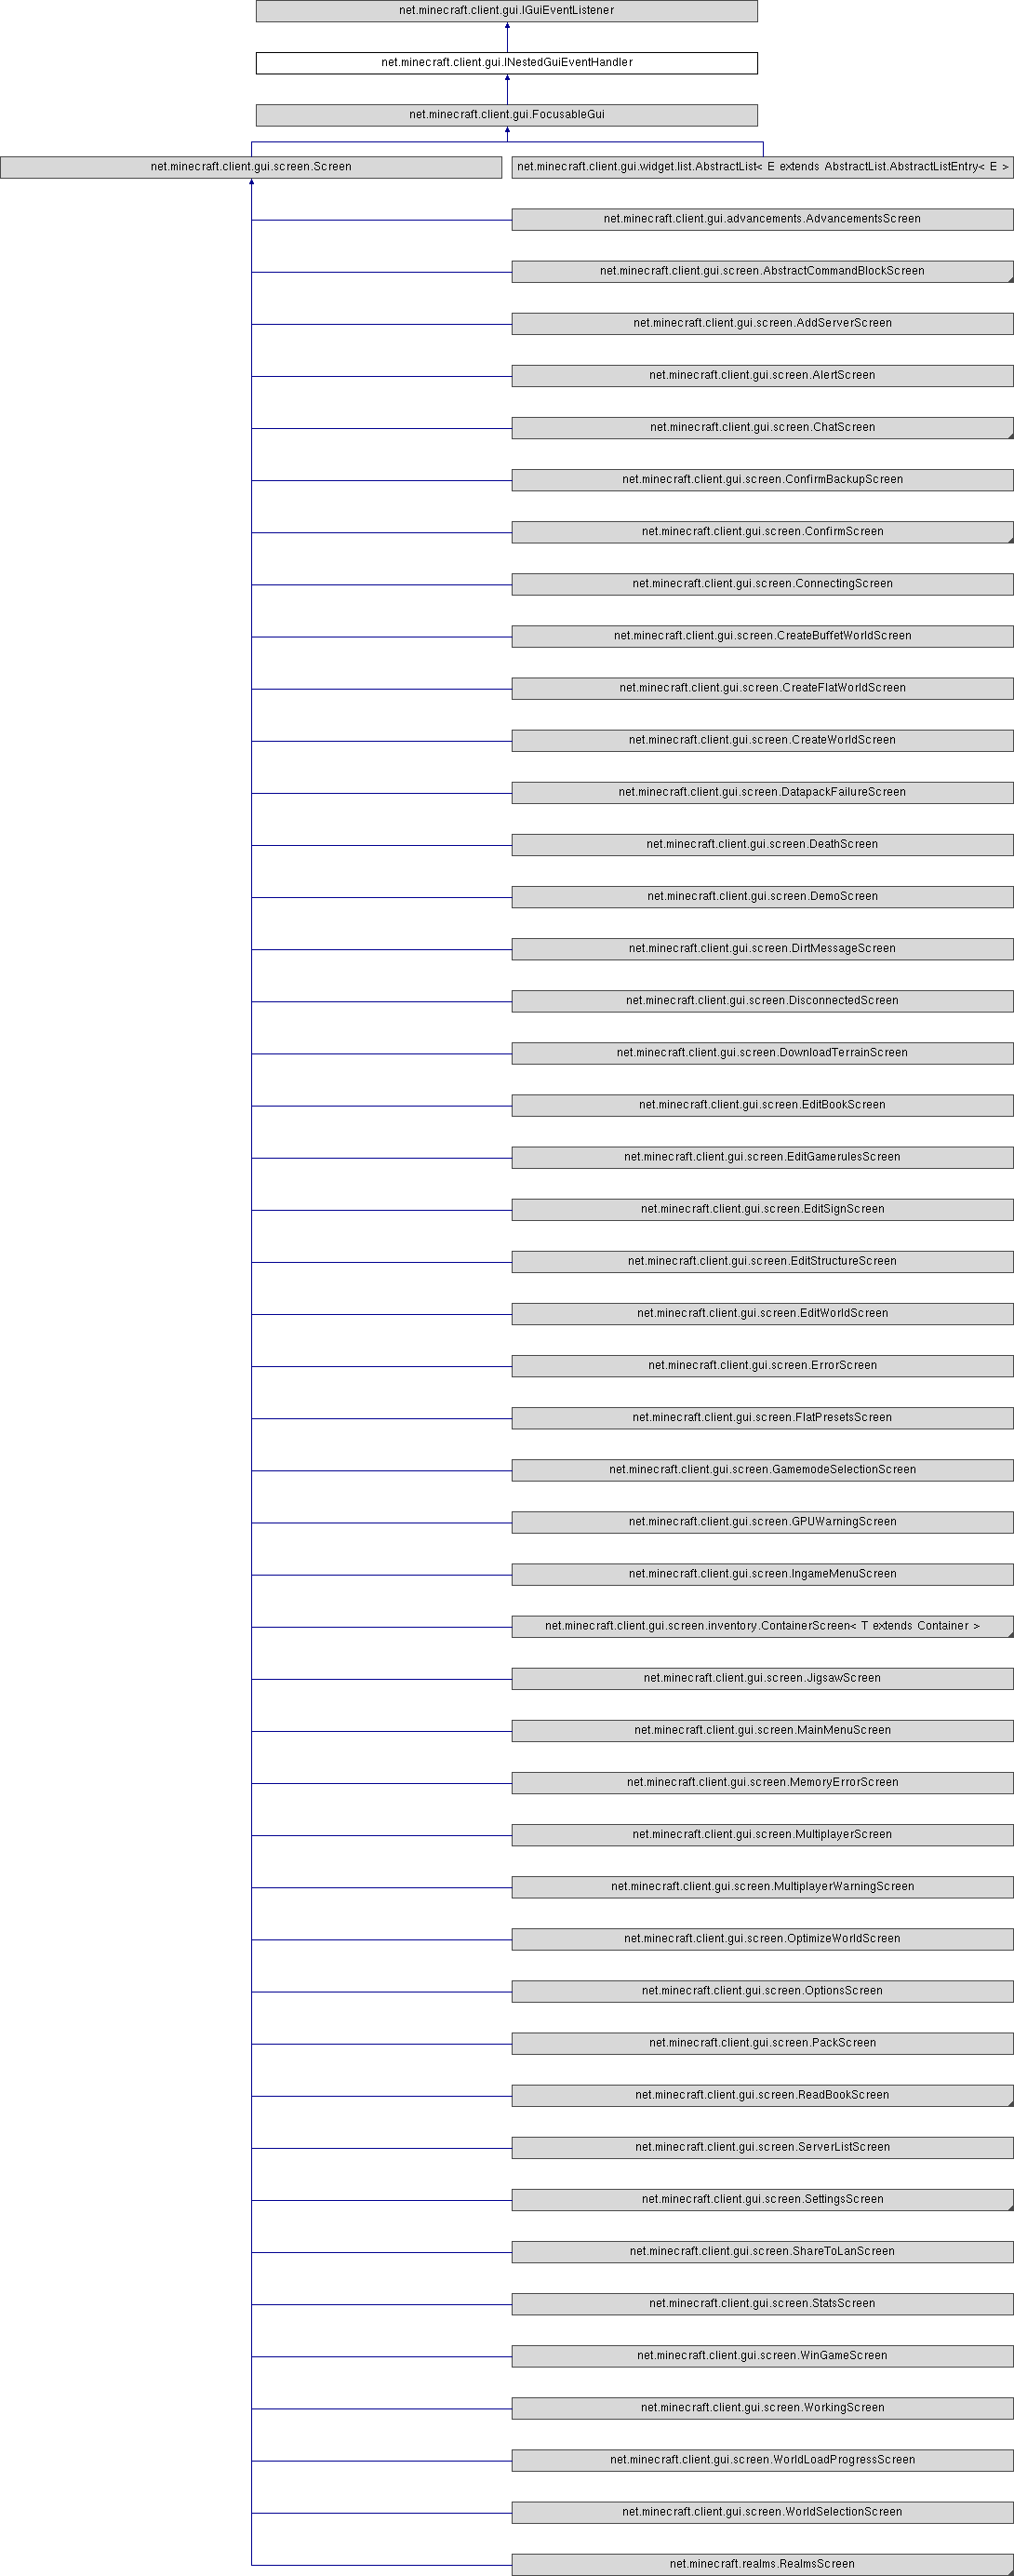 net.minecraft.client.gui.IGuiEventListener
net.minecraft.client.gui.INestedGuiEventHandler
net.minecraft.client.gui.FocusableGui
net.minecraft.client.gui.screen.Screen
net.minecraft.client.gui.widget.list.AbstractList< E extends AbstractList.AbstractListEntry< E >
net.minecraft.client.gui.advancements.AdvancementsScreen
net.minecraft.client.gui.screen.AbstractCommandBlockScreen
net.minecraft.client.gui.screen.AddServerScreen
net.minecraft.client.gui.screen.AlertScreen
net.minecraft.client.gui.screen.ChatScreen
net.minecraft.client.gui.screen.ConfirmBackupScreen
net.minecraft.client.gui.screen.ConfirmScreen
net.minecraft.client.gui.screen.ConnectingScreen
net.minecraft.client.gui.screen.CreateBuffetWorldScreen
net.minecraft.client.gui.screen.CreateFlatWorldScreen
net.minecraft.client.gui.screen.CreateWorldScreen
net.minecraft.client.gui.screen.DatapackFailureScreen
net.minecraft.client.gui.screen.DeathScreen
net.minecraft.client.gui.screen.DemoScreen
net.minecraft.client.gui.screen.DirtMessageScreen
net.minecraft.client.gui.screen.DisconnectedScreen
net.minecraft.client.gui.screen.DownloadTerrainScreen
net.minecraft.client.gui.screen.EditBookScreen
net.minecraft.client.gui.screen.EditGamerulesScreen
net.minecraft.client.gui.screen.EditSignScreen
net.minecraft.client.gui.screen.EditStructureScreen
net.minecraft.client.gui.screen.EditWorldScreen
net.minecraft.client.gui.screen.ErrorScreen
net.minecraft.client.gui.screen.FlatPresetsScreen
net.minecraft.client.gui.screen.GamemodeSelectionScreen
net.minecraft.client.gui.screen.GPUWarningScreen
net.minecraft.client.gui.screen.IngameMenuScreen
net.minecraft.client.gui.screen.inventory.ContainerScreen< T extends Container >
net.minecraft.client.gui.screen.JigsawScreen
net.minecraft.client.gui.screen.MainMenuScreen
net.minecraft.client.gui.screen.MemoryErrorScreen
net.minecraft.client.gui.screen.MultiplayerScreen
net.minecraft.client.gui.screen.MultiplayerWarningScreen
net.minecraft.client.gui.screen.OptimizeWorldScreen
net.minecraft.client.gui.screen.OptionsScreen
net.minecraft.client.gui.screen.PackScreen
net.minecraft.client.gui.screen.ReadBookScreen
net.minecraft.client.gui.screen.ServerListScreen
net.minecraft.client.gui.screen.SettingsScreen
net.minecraft.client.gui.screen.ShareToLanScreen
net.minecraft.client.gui.screen.StatsScreen
net.minecraft.client.gui.screen.WinGameScreen
net.minecraft.client.gui.screen.WorkingScreen
net.minecraft.client.gui.screen.WorldLoadProgressScreen
net.minecraft.client.gui.screen.WorldSelectionScreen
net.minecraft.realms.RealmsScreen